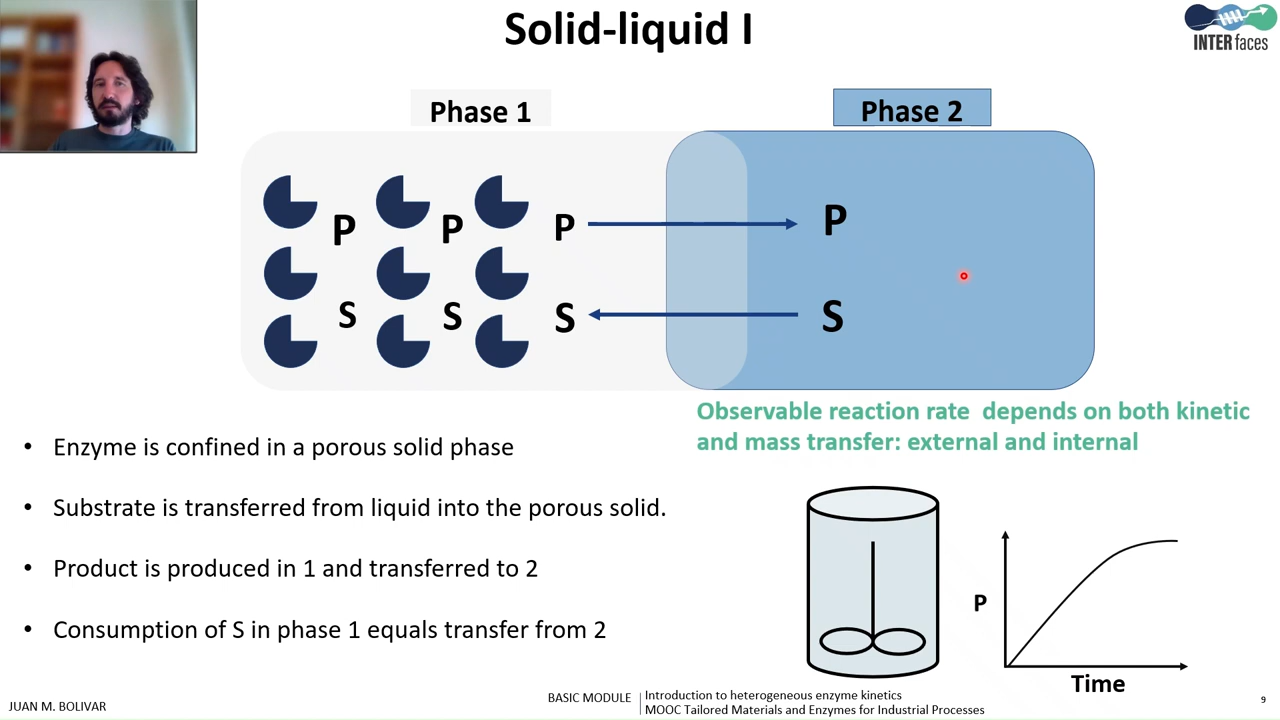 Solid-liquid I
INTERfaces
Phase 1
Phase 2
P P P P
S S S S
Observable reaction rate depends on both kinetic
and mass transfer: external and internal
• Enzyme is confined in a porous solid phase
• Substrate is transferred from liquid into the porous solid.
• Product is produced in 1 and transferred to 2
• Consumption of S in phase 1 equals transfer from 2
P
Time
JUAN M. BOLIVAR
BASIC MODULE
Introduction to heterogeneous enzyme kinetics
MOOC Tailored Materials and Enzymes for Industrial Processes
9